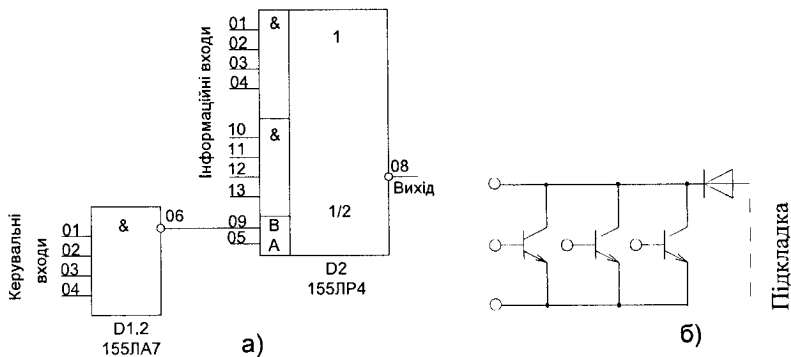 Інформаційні входи
01
02
03
04
&
1
10
11
12
13
&
1/2
09
05
B
A
08
Вихід
D2
155ЛР4
Керувальні
входи
01
02
03
04
&
06
D1.2
155ЛА7
а)
Підкладка
б)